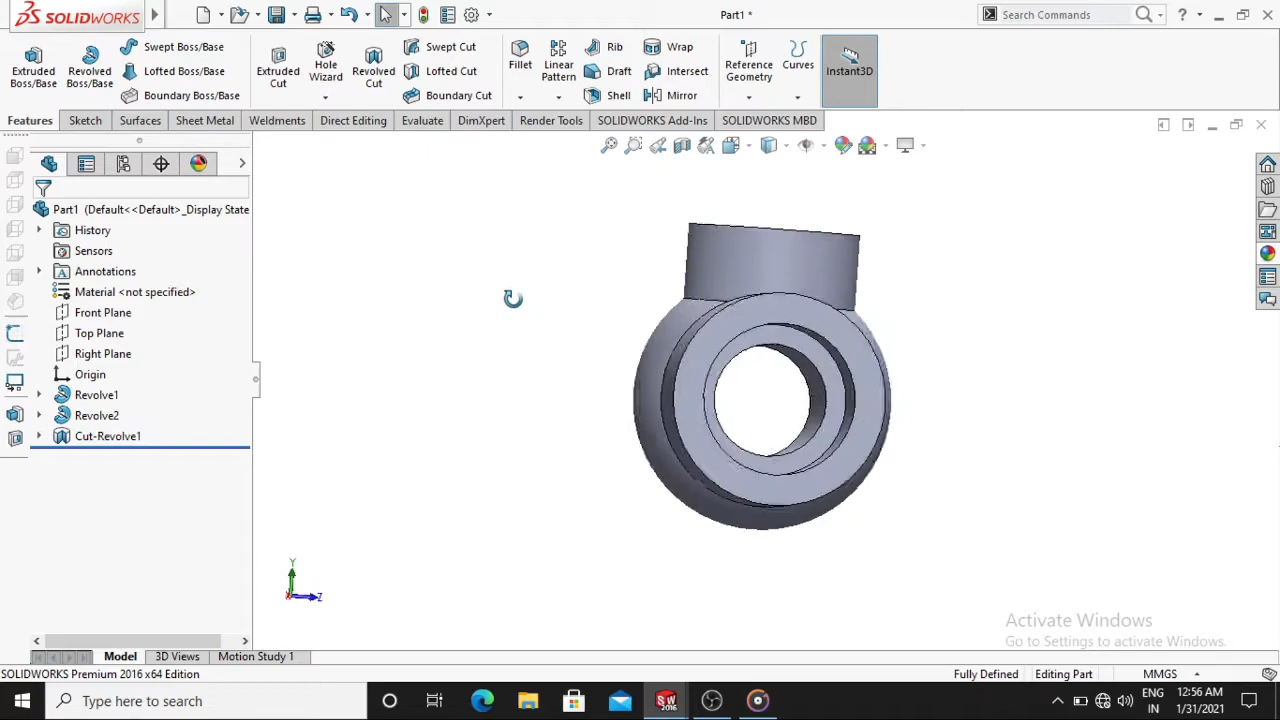 SOLIDWORKS
Part1 *
Search Commands
Extruded Boss/Base
Revolved Boss/Base
Swept Boss/Base
Lofted Boss/Base
Boundary Boss/Base
Extruded Cut
Hole Wizard
Revolved Cut
Swept Cut
Lofted Cut
Boundary Cut
Fillet
Linear Pattern
Rib
Draft
Shell
Wrap
Intersect
Mirror
Reference Geometry
Curves
Instant3D
Features
Sketch
Surfaces
Sheet Metal
Weldments
Direct Editing
Evaluate
DimXpert
Render Tools
SOLIDWORKS Add-Ins
SOLIDWORKS MBD
Part1 (Default<<Default>_Display State
History
Sensors
Annotations
Material <not specified>
Front Plane
Top Plane
Right Plane
Origin
Revolve1
Revolve2
Cut-Revolve1
Y
Z
Activate Windows
Go to Settings to activate Windows.
Model
3D Views
Motion Study 1
SOLIDWORKS Premium 2016 x64 Edition
Fully Defined
Editing Part
MMGS
Type here to search
SW
2016
ENG
IN
12:56 AM
1/31/2021